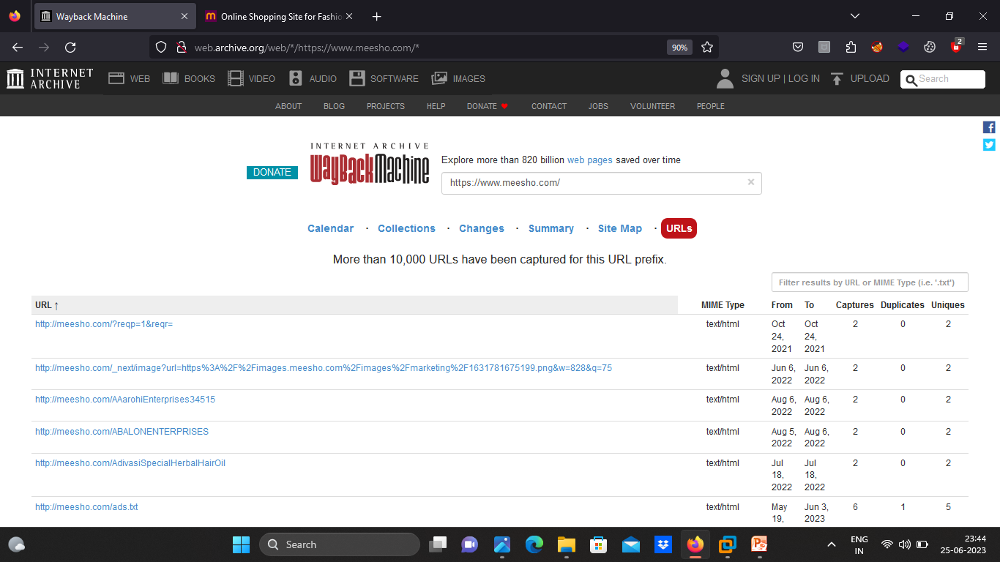 Wayback Machine
Online Shopping Site for Fashio
web.archive.org/web/*/https://www.meesho.com/*
90%
2
INTERNET ARCHIVE
WEB BOOKS VIDEO AUDIO SOFTWARE IMAGES
SIGN UP | LOG IN UPLOAD Search
ABOUT BLOG PROJECTS HELP DONATE CONTACT JOBS VOLUNTEER PEOPLE
DONATE
INTERNET ARCHIVE
WayBackMachine
Explore more than 820 billion web pages saved over time
https://www.meesho.com/
Calendar · Collections · Changes · Summary · Site Map · URLs
More than 10,000 URLs have been captured for this URL prefix.
Filter results by URL or MIME Type (i.e. '.txt')
URL ↑ MIME Type From To Captures Duplicates Uniques
http://meesho.com/?reqp=1&reqr= text/html Oct 24, 2021 Oct 24, 2021 2 0 2
http://meesho.com/_next/image?url=https%3A%2F%2Fimages.meesho.com%2Fimages%2Fmarketing%2F1631781675199.png&w=828&q=75 text/html Jun 6, 2022 Jun 6, 2022 2 0 2
http://meesho.com/AAarohiEnterprises34515 text/html Aug 6, 2022 Aug 6, 2022 2 0 2
http://meesho.com/ABALONENTERPRISES text/html Aug 5, 2022 Aug 6, 2022 2 0 2
http://meesho.com/AdivasiSpecialHerbalHairOil text/html Jul 18, 2022 Jul 18, 2022 2 0 2
http://meesho.com/ads.txt text/html May 19, Jun 3, 2023 6 1 5
Search
ENG IN
23:44
25-06-2023